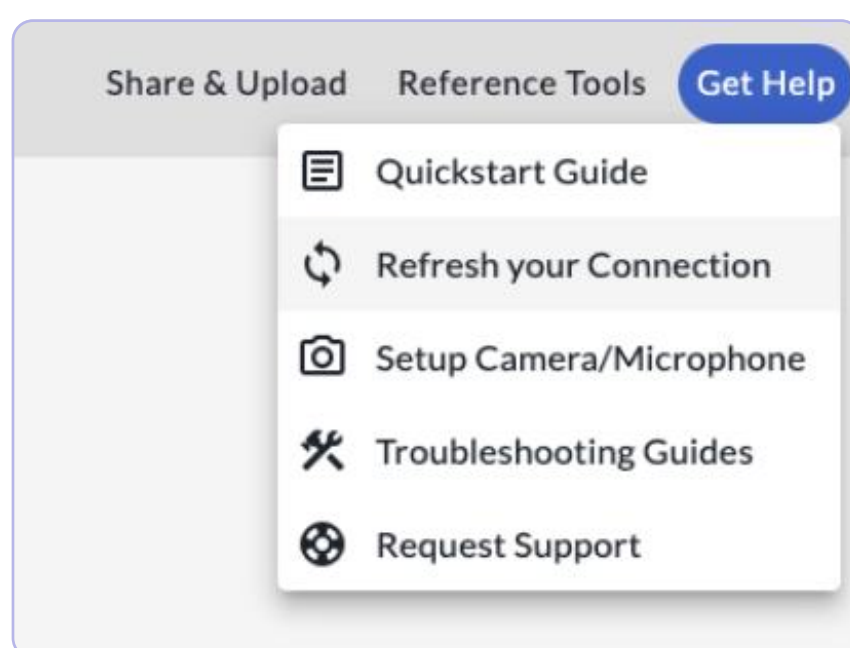 Share & Upload Reference Tools Get Help
Quickstart Guide
Refresh your Connection
Setup Camera/Microphone
Troubleshooting Guides
Request Support